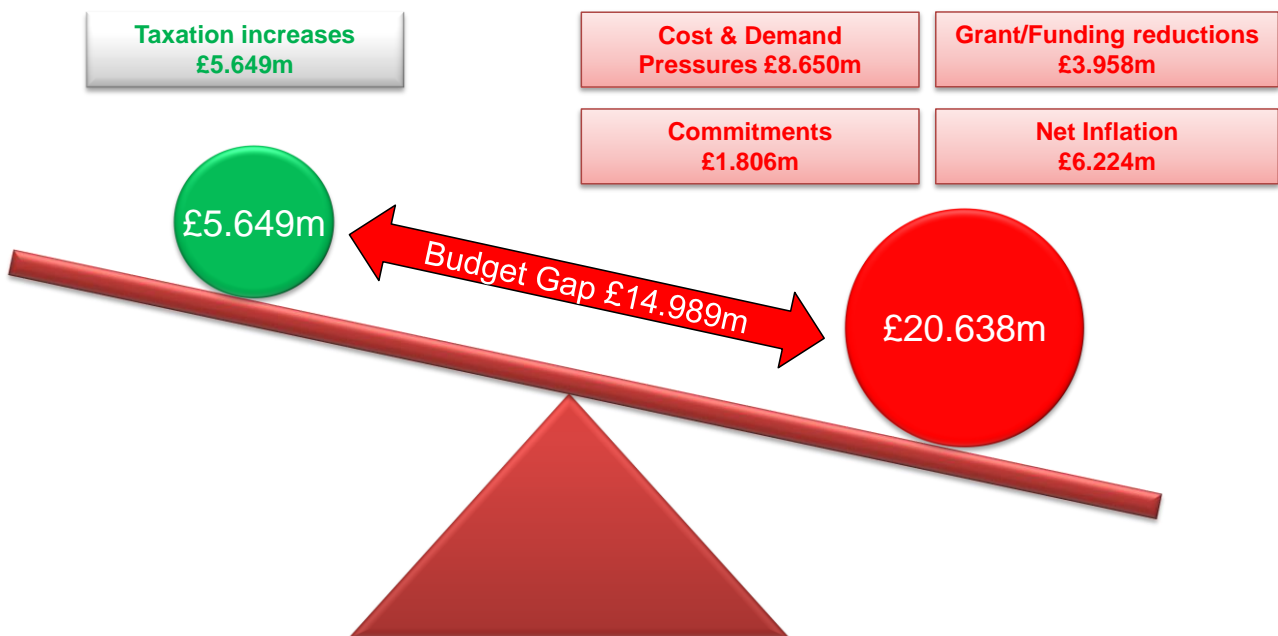 Taxation increases
£5.649m
Cost & Demand
Pressures £8.650m
Grant/Funding reductions
£3.958m
Commitments
£1.806m
Net Inflation
£6.224m
£5.649m
Budget Gap £14.989m
£20.638m